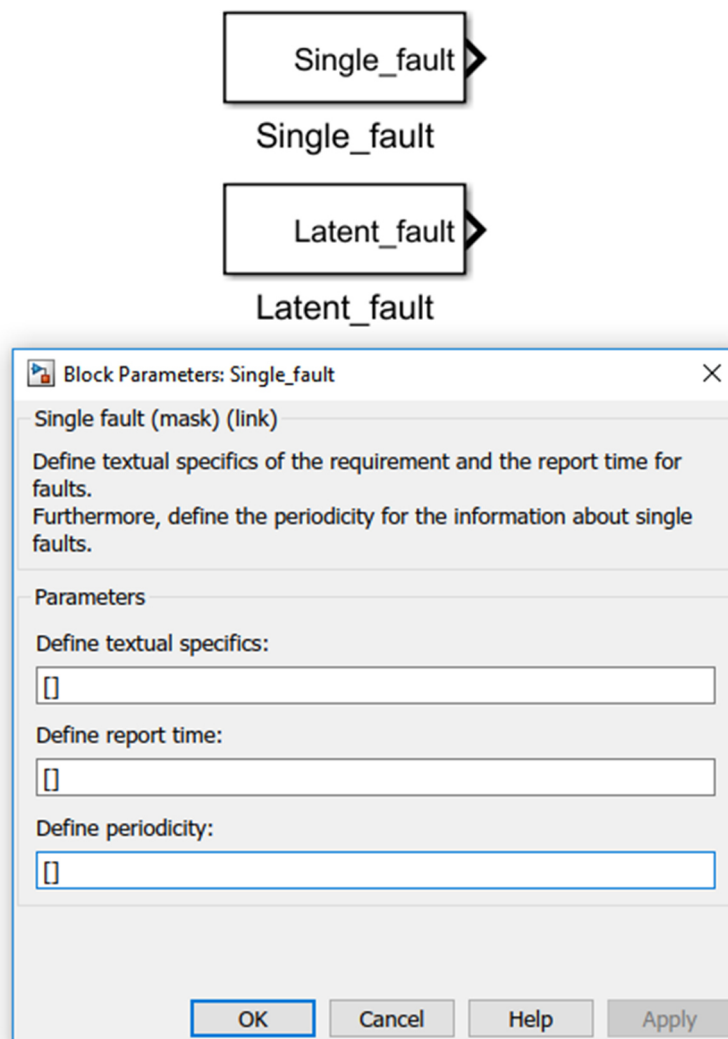 Single_fault
Single_fault
Latent_fault
Latent_fault
Block Parameters: Single_fault
Single fault (mask) (link)
Define textual specifics of the requirement and the report time for
faults.
Furthermore, define the periodicity for the information about single
faults.
Parameters
Define textual specifics:
[]
Define report time:
[]
Define periodicity:
[]
OK Cancel Help Apply